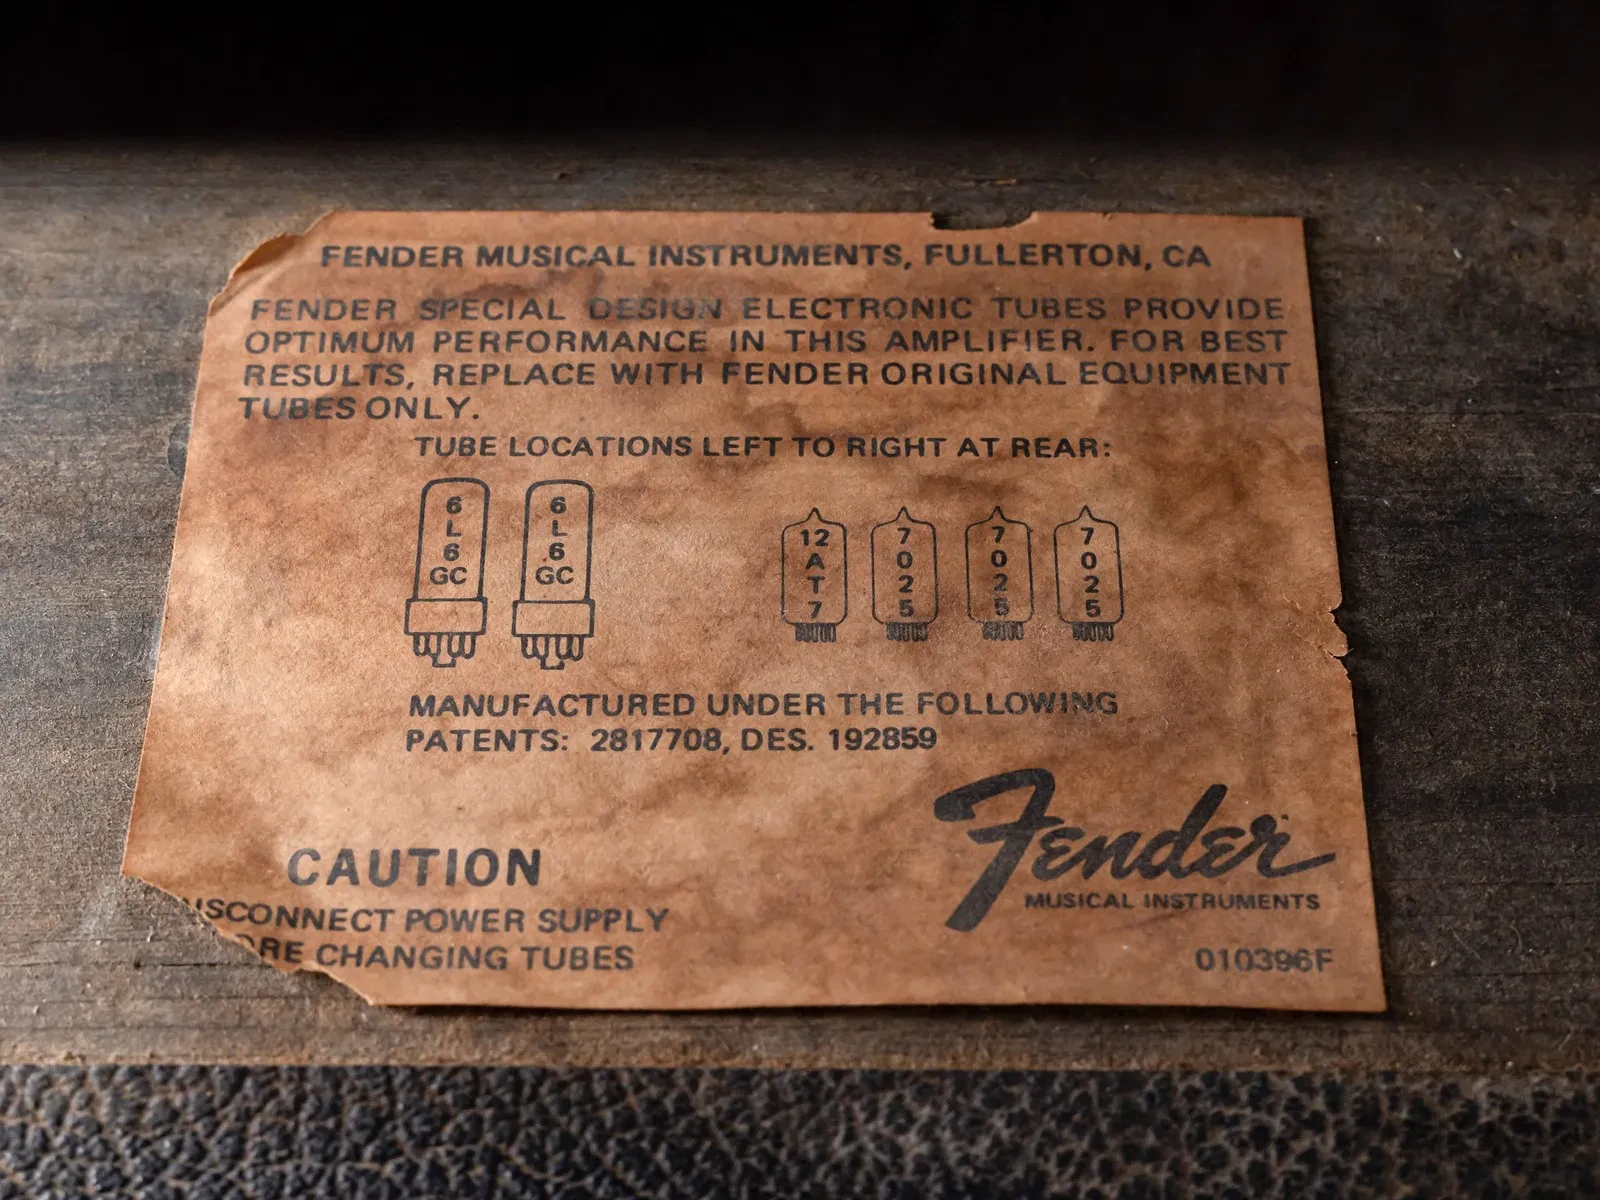 FENDER MUSICAL INSTRUMENTS, FULLERTON, CA
FENDER SPECIAL DESIGN ELECTRONIC TUBES PROVIDE
OPTIMUM PERFORMANCE IN THIS AMPLIFIER. FOR BEST
RESULTS, REPLACE WITH FENDER ORIGINAL EQUIPMENT
TUBES ONLY.
TUBE LOCATIONS LEFT TO RIGHT AT REAR:
6L6GC 6L6GC 12AT7 7025 7025 7025
MANUFACTURED UNDER THE FOLLOWING
PATENTS: 2817708, DES. 192859
CAUTION
ISCONNECT POWER SUPPLY
ORE CHANGING TUBES
Fender
MUSICAL INSTRUMENTS
010396F